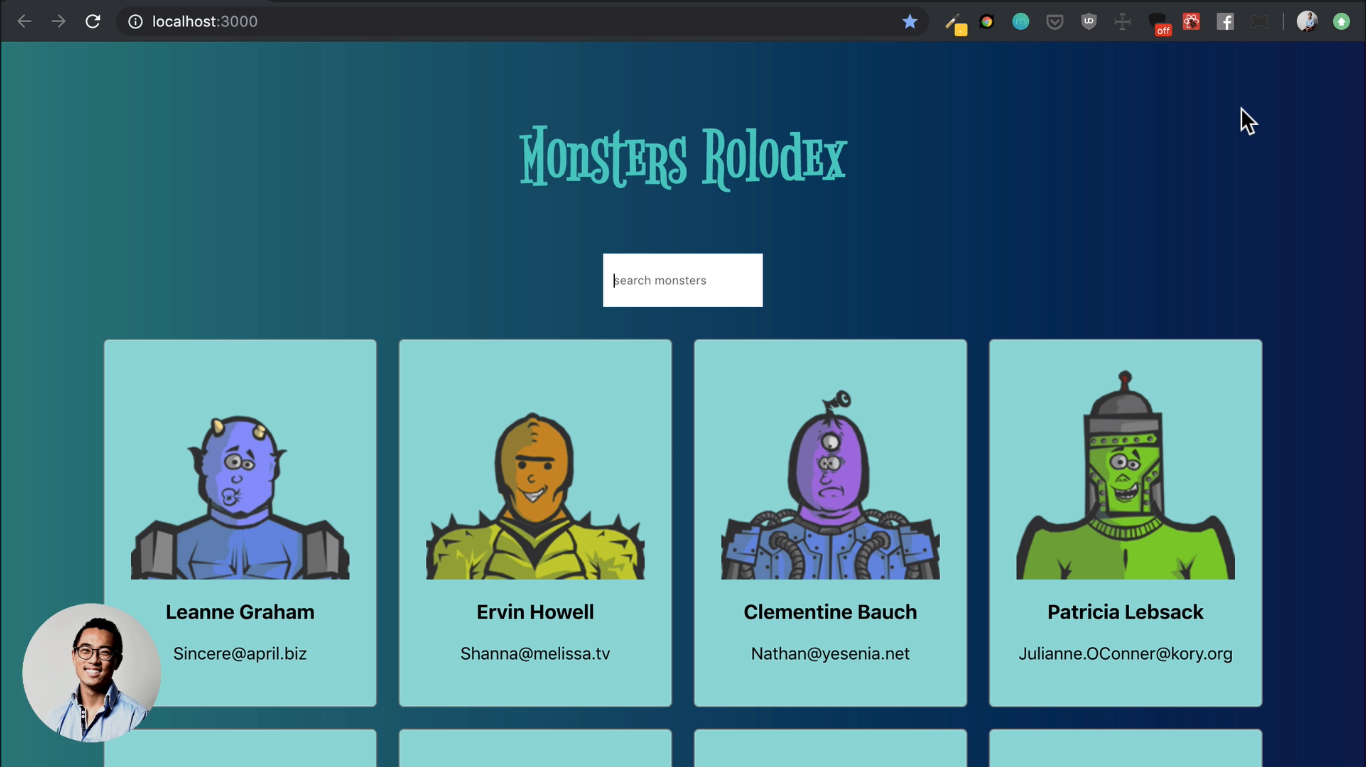 localhost:3000
off
Monsters Rolodex
search monsters
Leanne Graham
Ervin Howell
Clementine Bauch
Patricia Lebsack
Sincere@april.biz
Shanna@melissa.tv
Nathan@yesenia.net
Julianne.OConner@kory.org